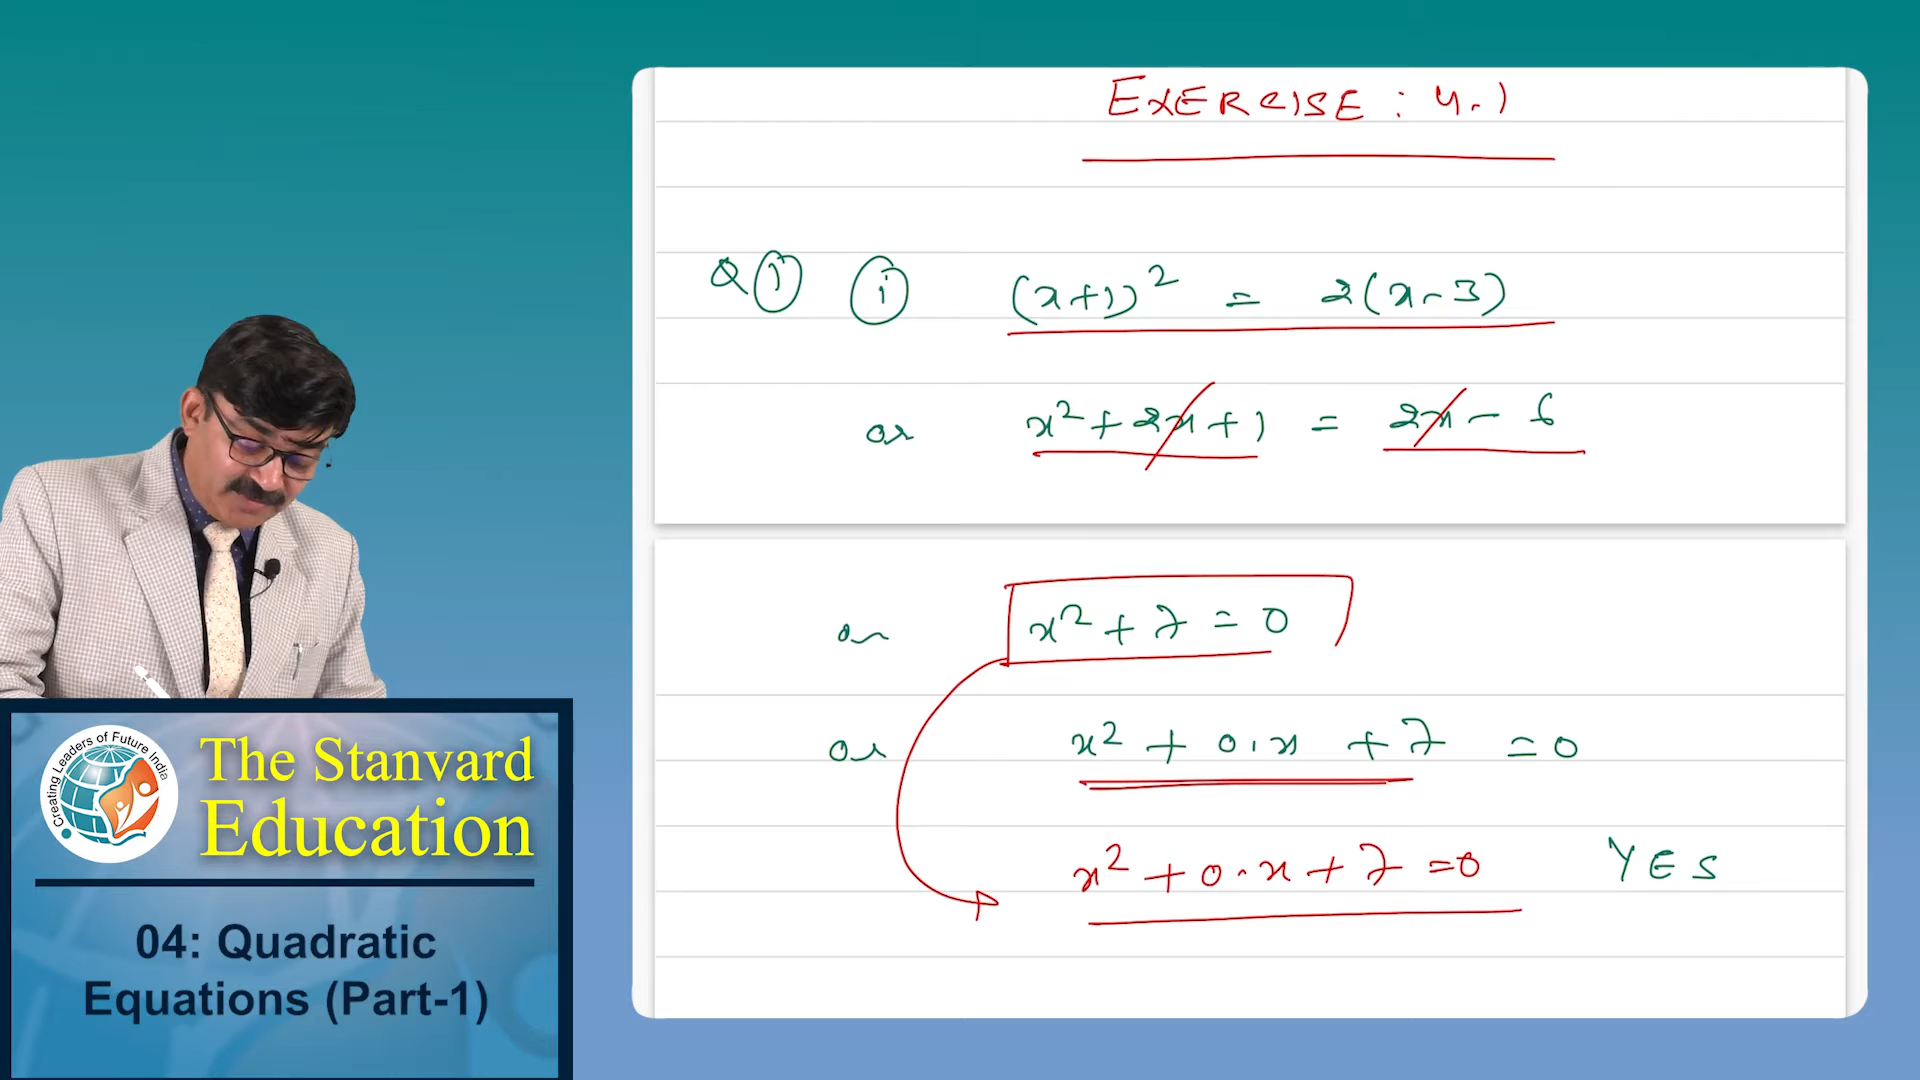 EXERCISE : 4.1
Q 1 i (x+1)² = 2(x-3)
or x² + 2x + 1 = 2x - 6
or x² + 7 = 0
or x² + 0.x + 7 = 0
x² + 0.x + 7 = 0 YES
Creating Leaders of Future India
The Stanvard
Education
04: Quadratic
Equations (Part-1)